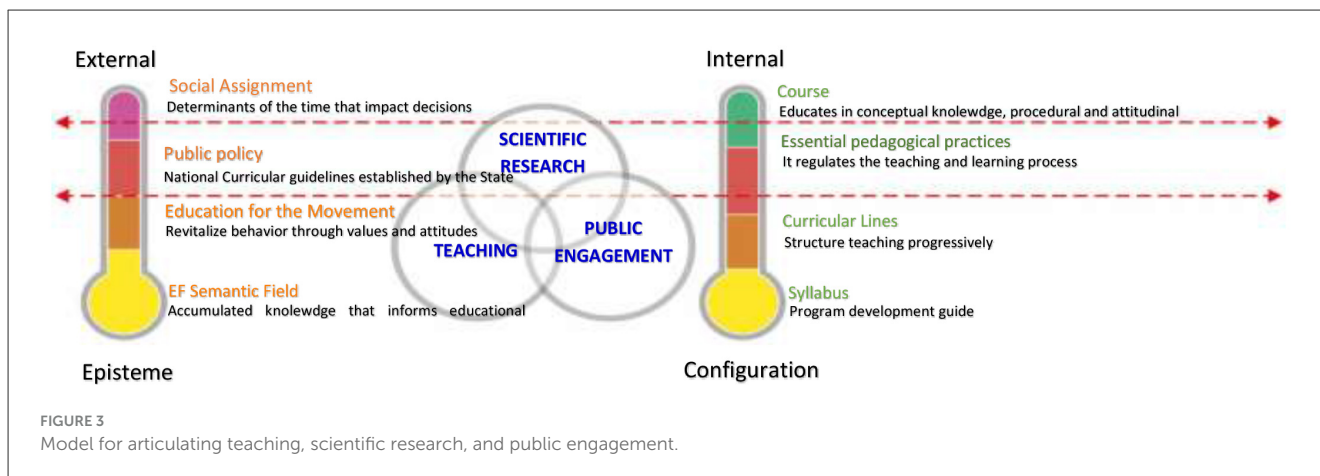 External
Social Assignment
Determinants of the time that impact decisions
Public policy
National Curricular guidelines established by the State
Education for the Movement
Revitalize behavior through values and attitudes
EF Semantic Field
Accumulated knolewdge that informs educational
Episteme
SCIENTIFIC
RESEARCH
TEACHING
PUBLIC
ENGAGEMENT
Internal
Course
Educates in conceptual knolewdge, procedural and attitudinal
Essential pedagogical practices
It regulates the teaching and learning process
Curricular Lines
Structure teaching progressively
Syllabus
Program development guide
Configuration
FIGURE 3
Model for articulating teaching, scientific research, and public engagement.